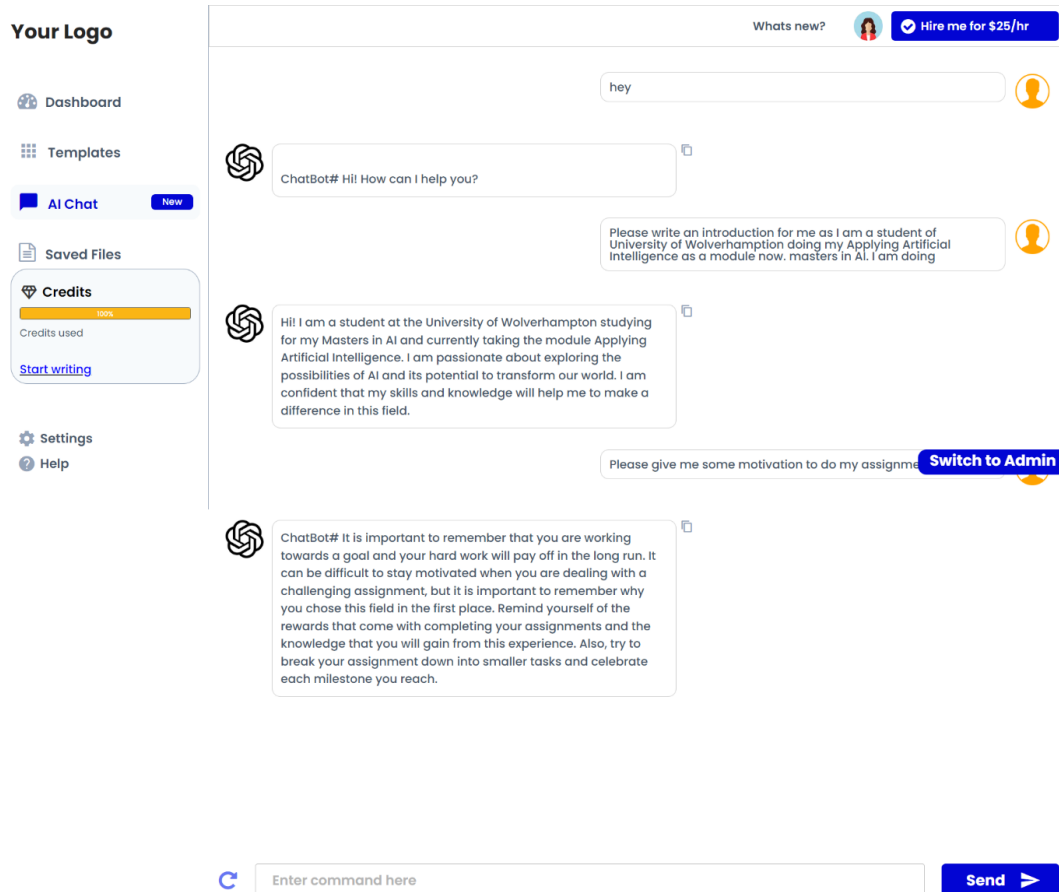 Your Logo
Whats new?
Hire me for $25/hr
Dashboard
Templates
AI Chat
New
Saved Files
Credits
100%
Credits used
Start writing
Settings
Help
hey
ChatBot# Hi! How can I help you?
Please write an introduction for me as I am a student of
University of Wolverhampton doing my Applying Artificial
Intelligence as a module now. masters in AI. I am doing
Hi! I am a student at the University of Wolverhampton studying
for my Masters in AI and currently taking the module Applying
Artificial Intelligence. I am passionate about exploring the
possibilities of AI and its potential to transform our world. I am
confident that my skills and knowledge will help me to make a
difference in this field.
Please give me some motivation to do my
Switch to Admin
ChatBot# It is important to remember that you are working
towards a goal and your hard work will pay off in the long run. It
can be difficult to stay motivated when you are dealing with a
challenging assignment, but it is important to remember why
you chose this field in the first place. Remind yourself of the
rewards that come with completing your assignments and the
knowledge that you will gain from this experience. Also, try to
break your assignment down into smaller tasks and celebrate
each milestone you reach.
Enter command here
Send